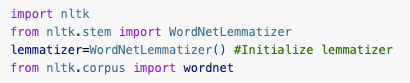 import nltk
from nltk.stem import WordNetLemmatizer
lemmatizer=WordNetLemmatizer() #Initialize lemmatizer
from nltk.corpus import wordnet